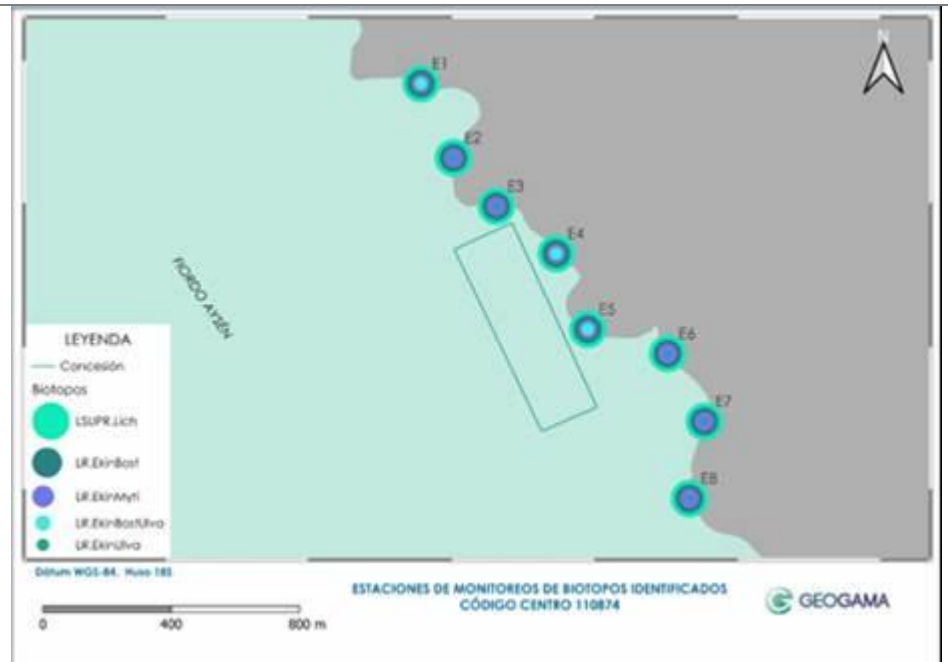 N
E1
E2
E3
E4
E5
E6
E7
E8
FIORDO AYSÉN
LEYENDA
Concesión
Biotopos
LSUPR.Lich
LR.EkinBost
LR.EkinMyti
LR.EkinBostUlva
LR.EkinUlva
Dátum WGS-84, Huso 18S
0 400 800 m
ESTACIONES DE MONITOREOS DE BIOTOPOS IDENTIFICADOS
CÓDIGO CENTRO 110874
GEOGAMA